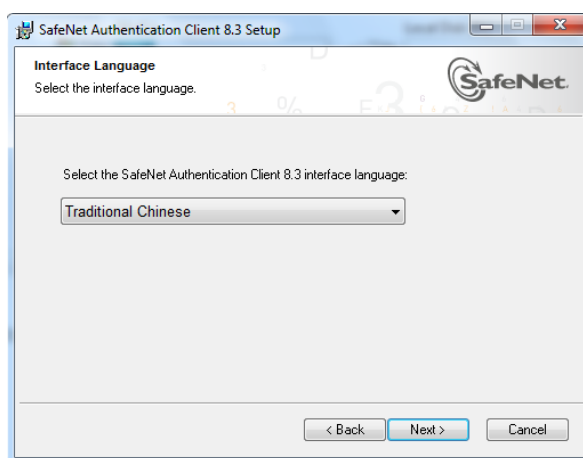 SafeNet Authentication Client 8.3 Setup
Interface Language
Select the interface language.
SafeNet.
Select the SafeNet Authentication Client 8.3 interface language:
Traditional Chinese
< Back
Next >
Cancel